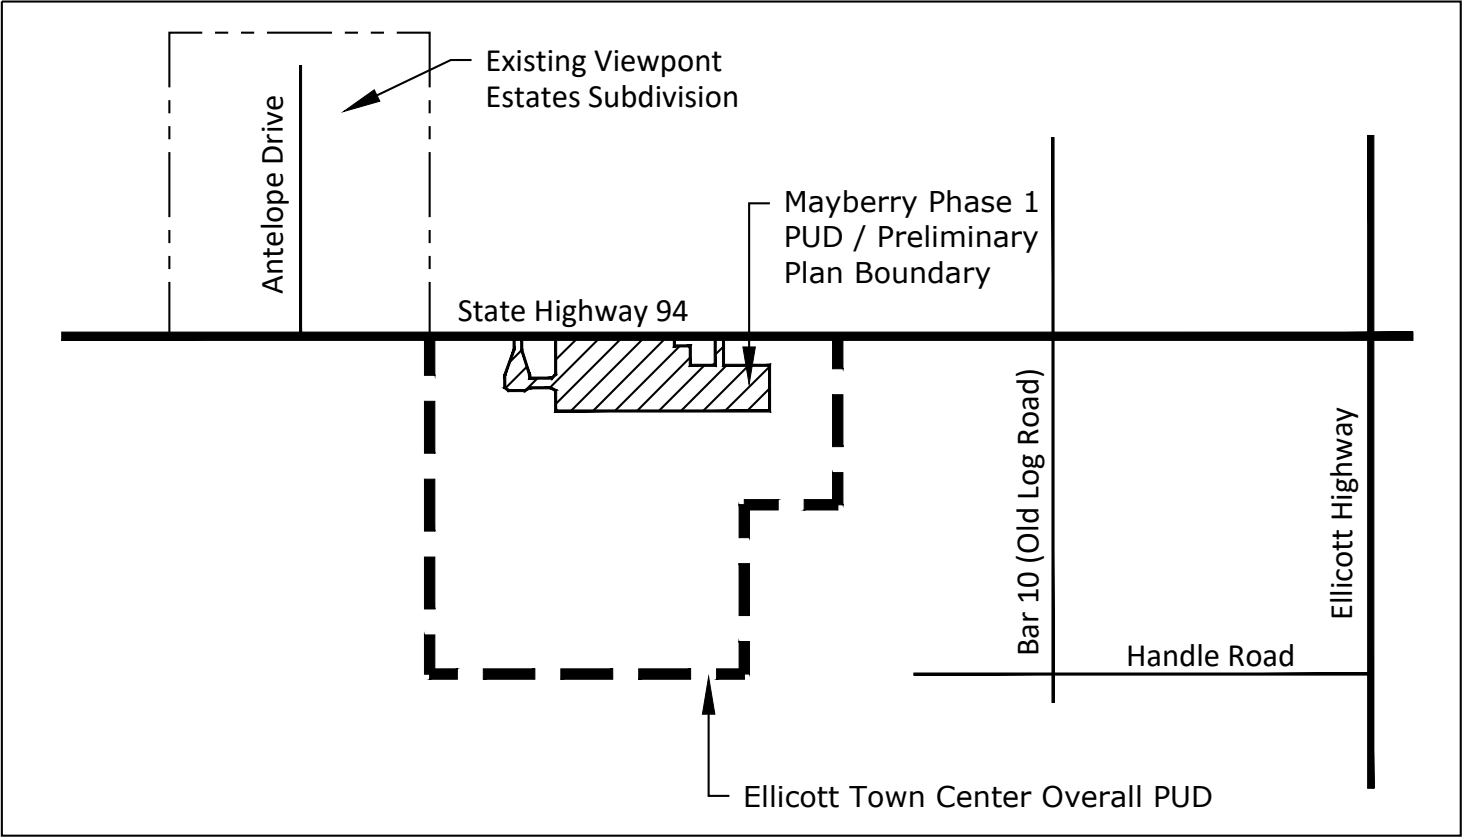 Existing Viewpont
Estates Subdivision
Antelope Drive
Mayberry Phase 1
PUD / Preliminary
Plan Boundary
State Highway 94
Bar 10 (Old Log Road)
Ellicott Highway
Handle Road
Ellicott Town Center Overall PUD